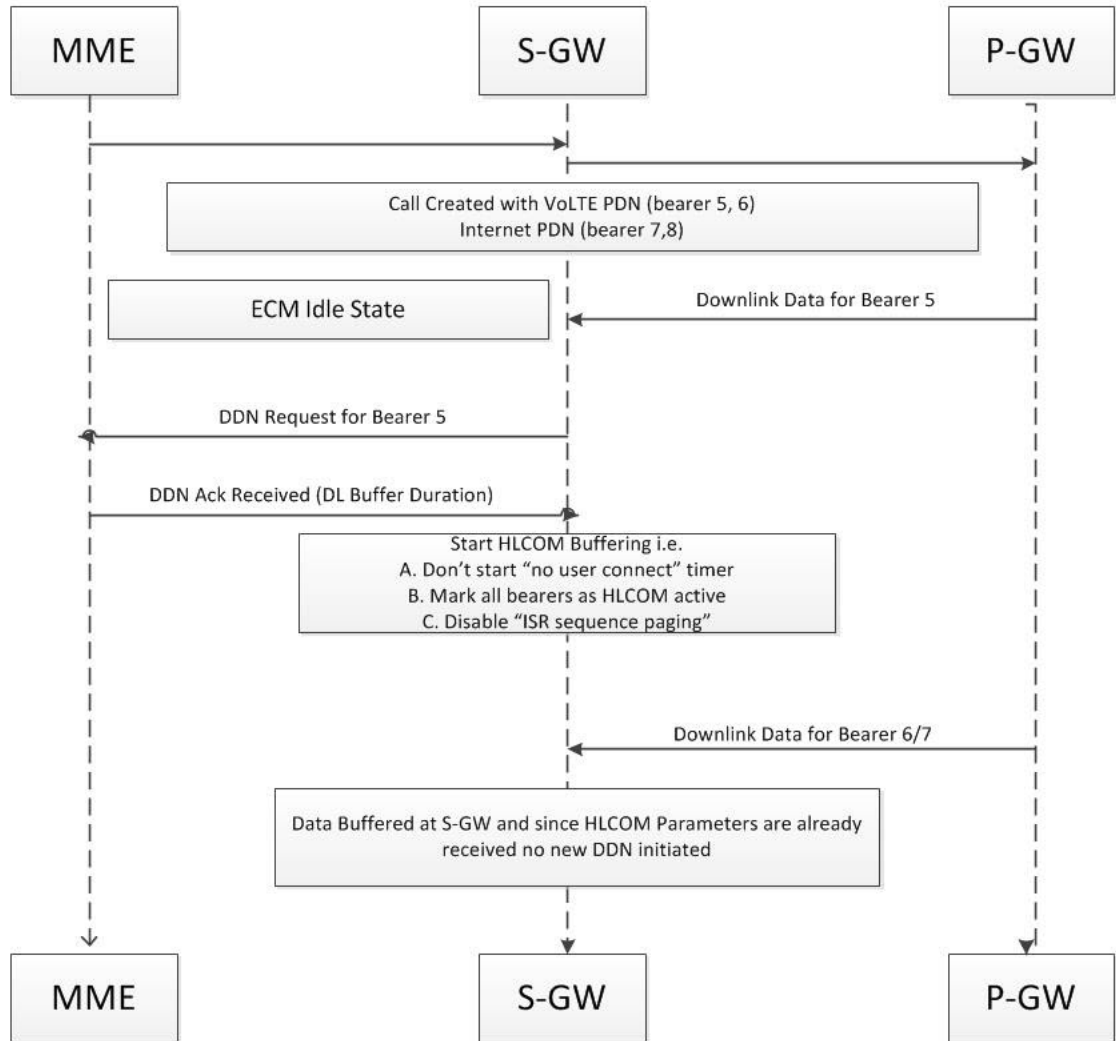 MME
S-GW
P-GW
Call Created with VoLTE PDN (bearer 5, 6)
Internet PDN (bearer 7,8)
ECM Idle State
Downlink Data for Bearer 5
DDN Request for Bearer 5
DDN Ack Received (DL Buffer Duration)
Start HLCOM Buffering i.e.
A. Don't start “no user connect” timer
B. Mark all bearers as HLCOM active
C. Disable “ISR sequence paging”
Downlink Data for Bearer 6/7
Data Buffered at S-GW and since HLCOM Parameters are already
received no new DDN initiated
MME
S-GW
P-GW